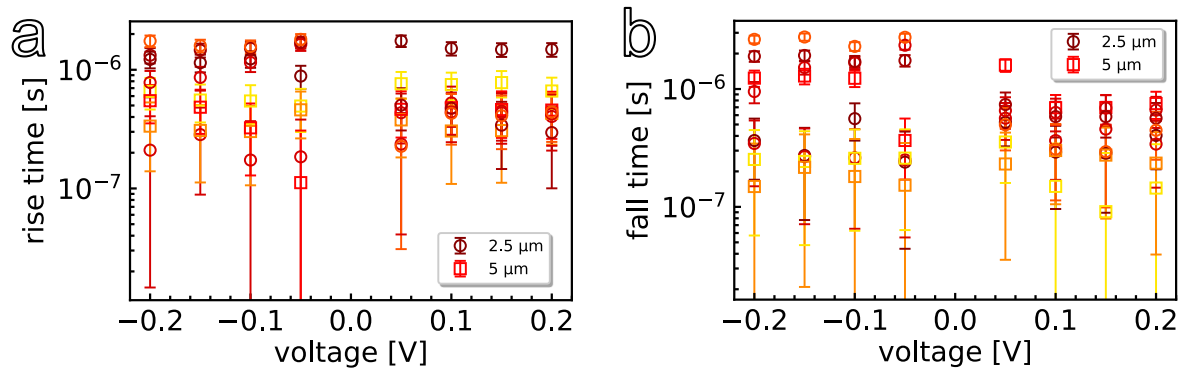 a
rise time [s]
10⁻⁶
10⁻⁷
2.5 μm
5 μm
−0.2
−0.1
0.0
0.1
0.2
voltage [V]
b
fall time [s]
10⁻⁶
10⁻⁷
2.5 μm
5 μm
−0.2
−0.1
0.0
0.1
0.2
voltage [V]